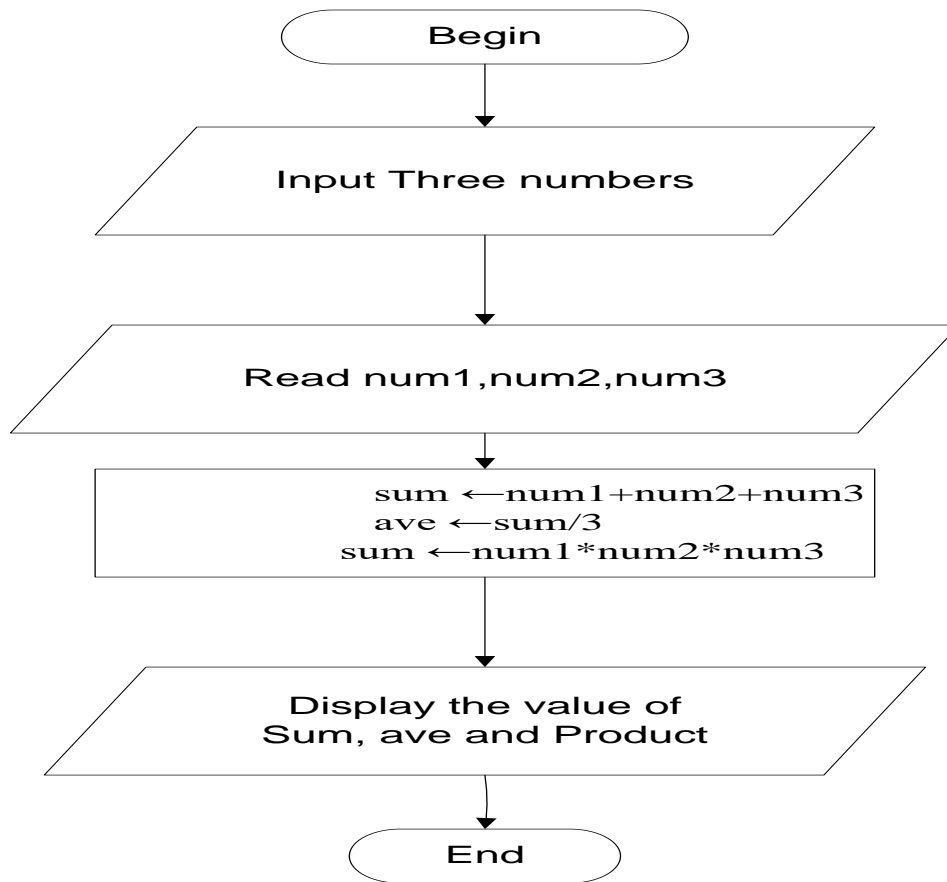 Begin
Input Three numbers
Read num1,num2,num3
sum ←num1+num2+num3
ave ←sum/3
sum ←num1*num2*num3
Display the value of
Sum, ave and Product
End